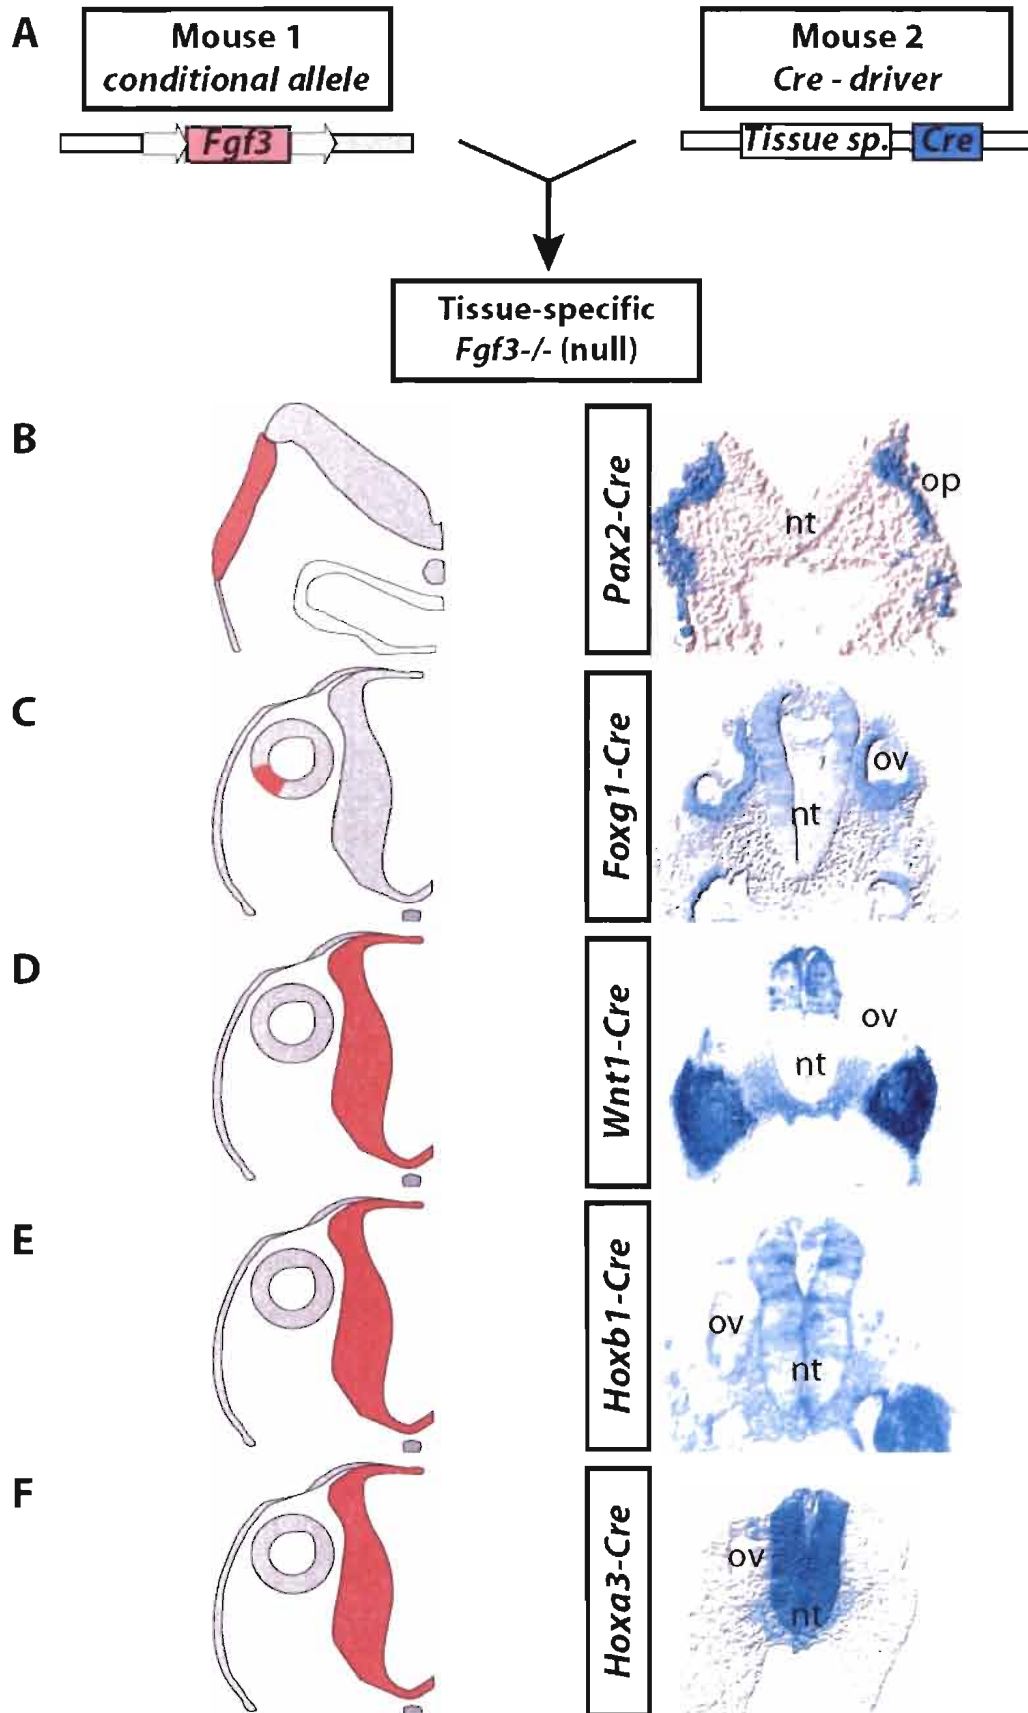 A
Mouse 1
conditional allele
Fgf3
Mouse 2
Cre - driver
Tissue sp.
Cre
Tissue-specific
Fgf3-/- (null)
B
Pax2-Cre
nt
op
C
Foxg1-Cre
ov
nt
D
Wnt1-Cre
ov
nt
E
Hoxb1-Cre
ov
nt
F
Hoxa3-Cre
ov
nt